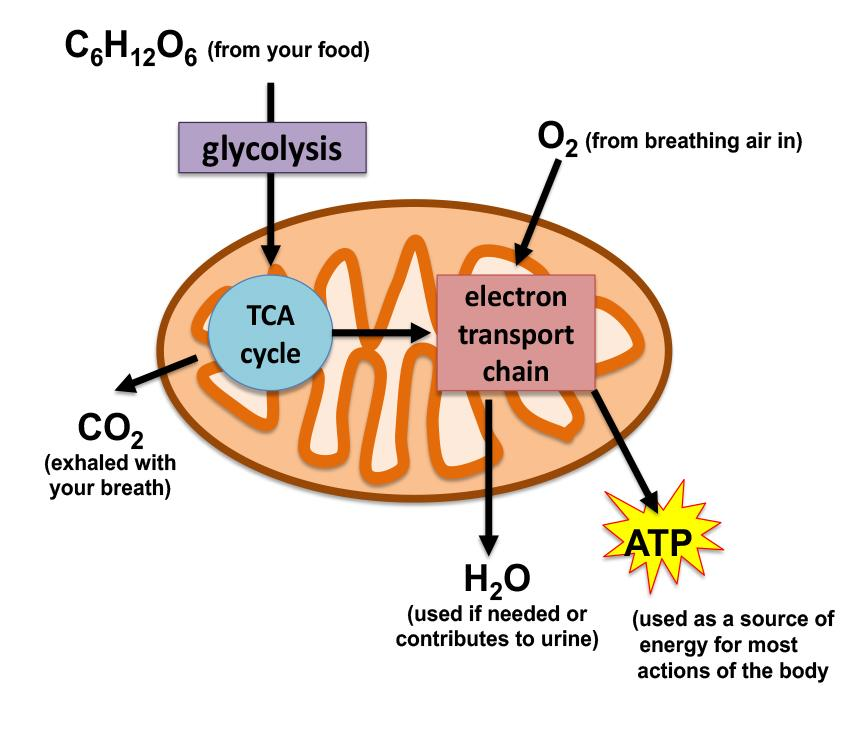 C₆H₁₂O₆ (from your food)
glycolysis
O₂ (from breathing air in)
TCA
cycle
electron
transport
chain
CO₂
(exhaled with
your breath)
H₂O
(used if needed or
contributes to urine)
ATP
(used as a source of
energy for most
actions of the body